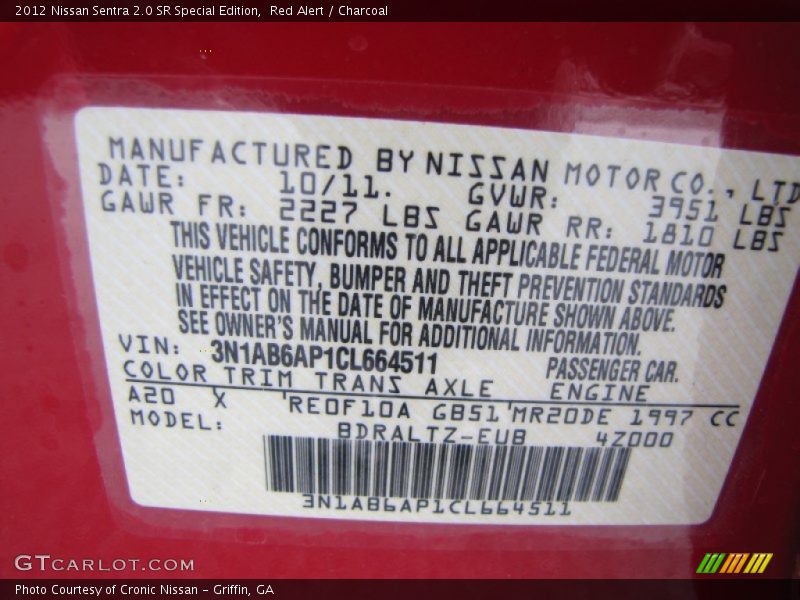 2012 Nissan Sentra 2.0 SR Special Edition,  Red Alert / Charcoal
MANUFACTURED BY NISSAN MOTOR CO., LTD
DATE: 10/11. GVWR: 3951 LBS
GAWR FR: 2227 LBS GAWR RR: 1810 LBS
THIS VEHICLE CONFORMS TO ALL APPLICABLE FEDERAL MOTOR
VEHICLE SAFETY, BUMPER AND THEFT PREVENTION STANDARDS
IN EFFECT ON THE DATE OF MANUFACTURE SHOWN ABOVE.
SEE OWNER'S MANUAL FOR ADDITIONAL INFORMATION.
VIN: 3N1AB6AP1CL664511 PASSENGER CAR.
COLOR TRIM TRANS AXLE ENGINE
A20 X RE0F10A GB51 MR20DE 1997 CC
MODEL: BDRALTZ-EUB 4Z000
3N1AB6AP1CL664511
GTCARLOT.COM
Photo Courtesy of Cronic Nissan - Griffin, GA